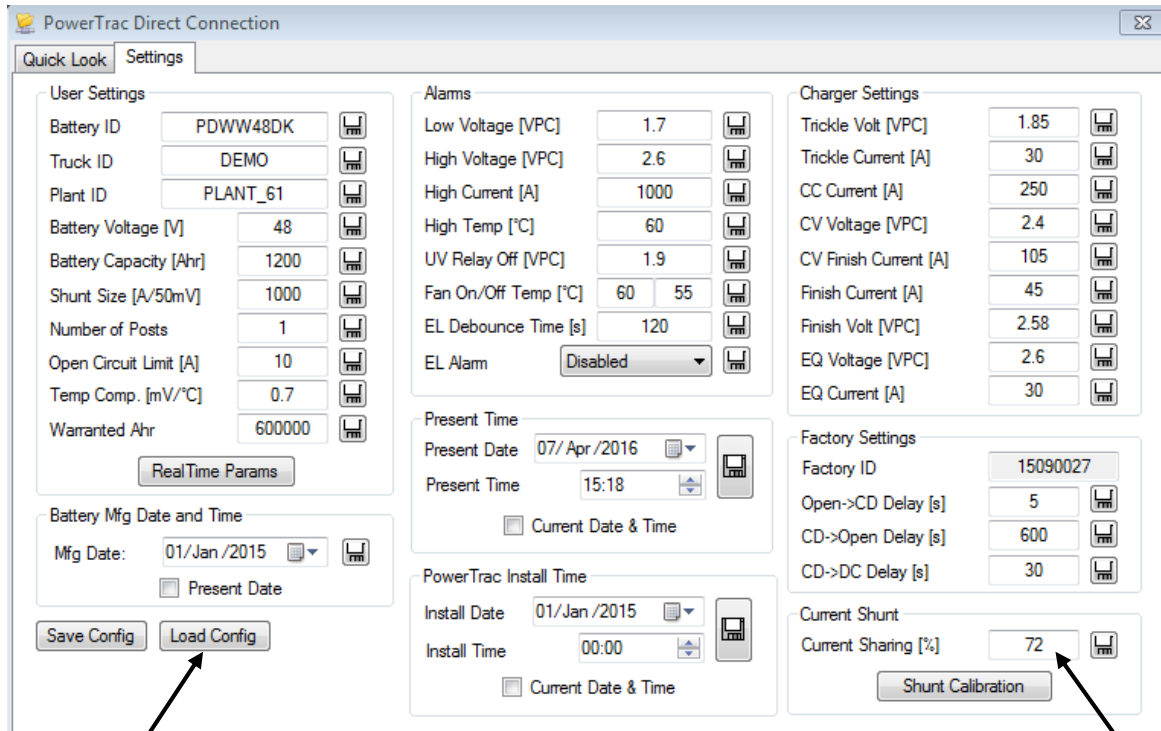 PowerTrac Direct Connection
Quick Look Settings
User Settings
Battery ID PDWW48DK
Truck ID DEMO
Plant ID PLANT_61
Battery Voltage [V] 48
Battery Capacity [Ahr] 1200
Shunt Size [A/50mV] 1000
Number of Posts 1
Open Circuit Limit [A] 10
Temp Comp. [mV/°C] 0.7
Warranted Ahr 600000
RealTime Params
Battery Mfg Date and Time
Mfg Date: 01/Jan /2015
Present Date
Save Config Load Config
Alarms
Low Voltage [VPC] 1.7
High Voltage [VPC] 2.6
High Current [A] 1000
High Temp [°C] 60
UV Relay Off [VPC] 1.9
Fan On/Off Temp [°C] 60 55
EL Debounce Time [s] 120
EL Alarm Disabled
Present Time
Present Date 07/ Apr /2016
Present Time 15:18
Current Date & Time
PowerTrac Install Time
Install Date 01/Jan /2015
Install Time 00:00
Current Date & Time
Charger Settings
Trickle Volt [VPC] 1.85
Trickle Current [A] 30
CC Current [A] 250
CV Voltage [VPC] 2.4
CV Finish Current [A] 105
Finish Current [A] 45
Finish Volt [VPC] 2.58
EQ Voltage [VPC] 2.6
EQ Current [A] 30
Factory Settings
Factory ID 15090027
Open->CD Delay [s] 5
CD->Open Delay [s] 600
CD->DC Delay [s] 30
Current Shunt
Current Sharing [%] 72
Shunt Calibration